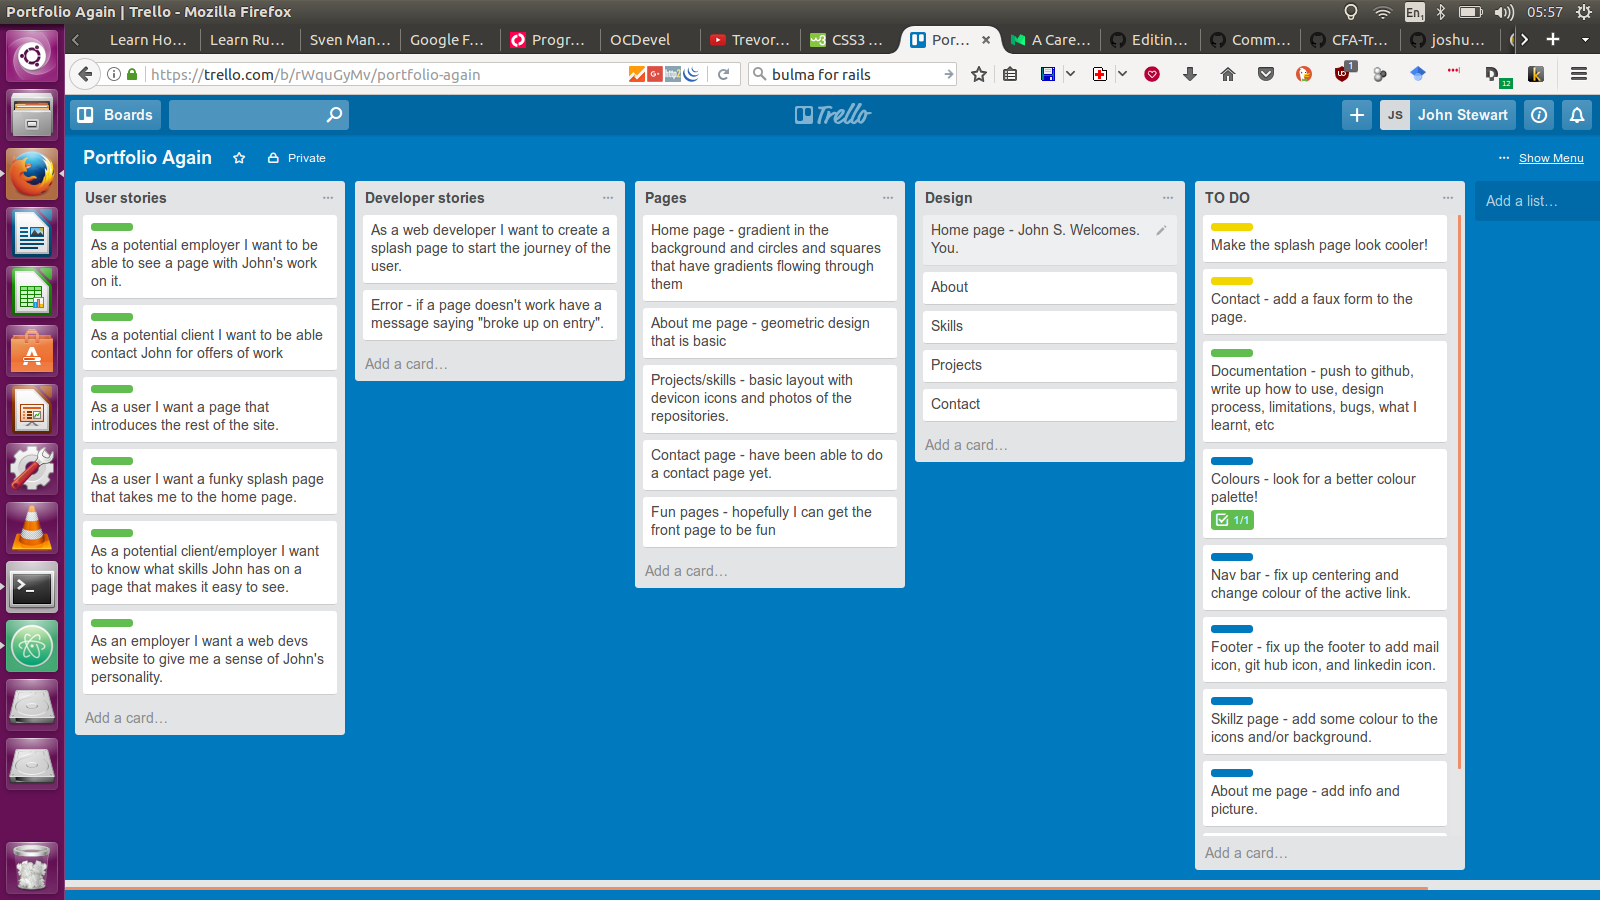 Portfolio Again | Trello - Mozilla Firefox
En
05:57
Learn Ho...
Learn Ru...
Sven Man...
Google F...
Progr...
OCDevel
Trevor...
CSS3 ...
Por...
A Care...
Editin...
Comm...
CFA-Tr...
joshu...
https://trello.com/b/rWquGyMv/portfolio-again
bulma for rails
1
12
Boards
Trello
JS
John Stewart
Portfolio Again
Private
Show Menu
User stories
As a potential employer I want to be
able to see a page with John's work
on it.
As a potential client I want to be able
contact John for offers of work
As a user I want a page that
introduces the rest of the site.
As a user I want a funky splash page
that takes me to the home page.
As a potential client/employer I want
to know what skills John has on a
page that makes it easy to see.
As an employer I want a web devs
website to give me a sense of John's
personality.
Add a card...
Developer stories
As a web developer I want to create a
splash page to start the journey of the
user.
Error - if a page doesn't work have a
message saying "broke up on entry".
Add a card...
Pages
Home page - gradient in the
background and circles and squares
that have gradients flowing through
them
About me page - geometric design
that is basic
Projects/skills - basic layout with
devicon icons and photos of the
repositories.
Contact page - have been able to do
a contact page yet.
Fun pages - hopefully I can get the
front page to be fun
Add a card...
Design
Home page - John S. Welcomes.
You.
About
Skills
Projects
Contact
Add a card...
TO DO
Make the splash page look cooler!
Contact - add a faux form to the
page.
Documentation - push to github,
write up how to use, design
process, limitations, bugs, what I
learnt, etc
Colours - look for a better colour
palette!
1/1
Nav bar - fix up centering and
change colour of the active link.
Footer - fix up the footer to add mail
icon, git hub icon, and linkedin icon.
Skillz page - add some colour to the
icons and/or background.
About me page - add info and
picture.
Add a card...
Add a list...